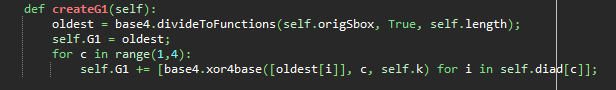 def createG1(self):
    oldest = base4.divideToFunctions(self.origSbox, True, self.length);
    self.G1 = oldest;
    for c in range(1,4):
        self.G1 += [base4.xor4base([oldest[i]], c, self.k) for i in self.diad[c]];